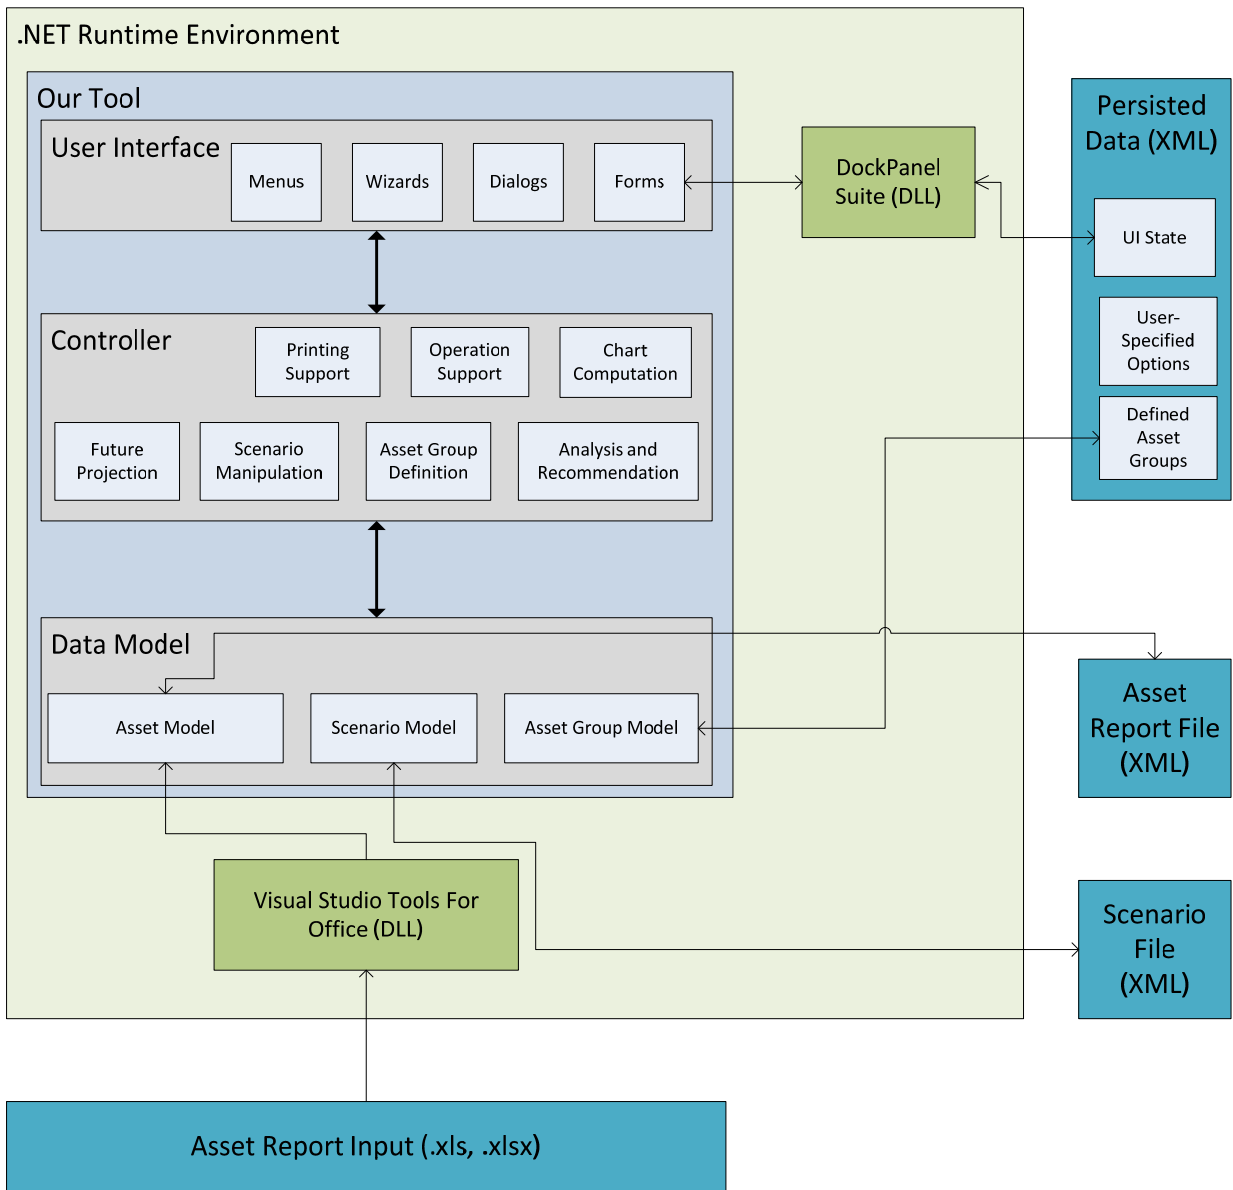 .NET Runtime Environment
Our Tool
User Interface
Menus
Wizards
Dialogs
Forms
DockPanel
Suite (DLL)
Persisted
Data (XML)
UI State
User-
Specified
Options
Defined
Asset
Groups
Controller
Printing
Support
Operation
Support
Chart
Computation
Future
Projection
Scenario
Manipulation
Asset Group
Definition
Analysis and
Recommendation
Data Model
Asset Model
Scenario Model
Asset Group Model
Asset
Report File
(XML)
Visual Studio Tools For
Office (DLL)
Scenario
File
(XML)
Asset Report Input (.xls, .xlsx)